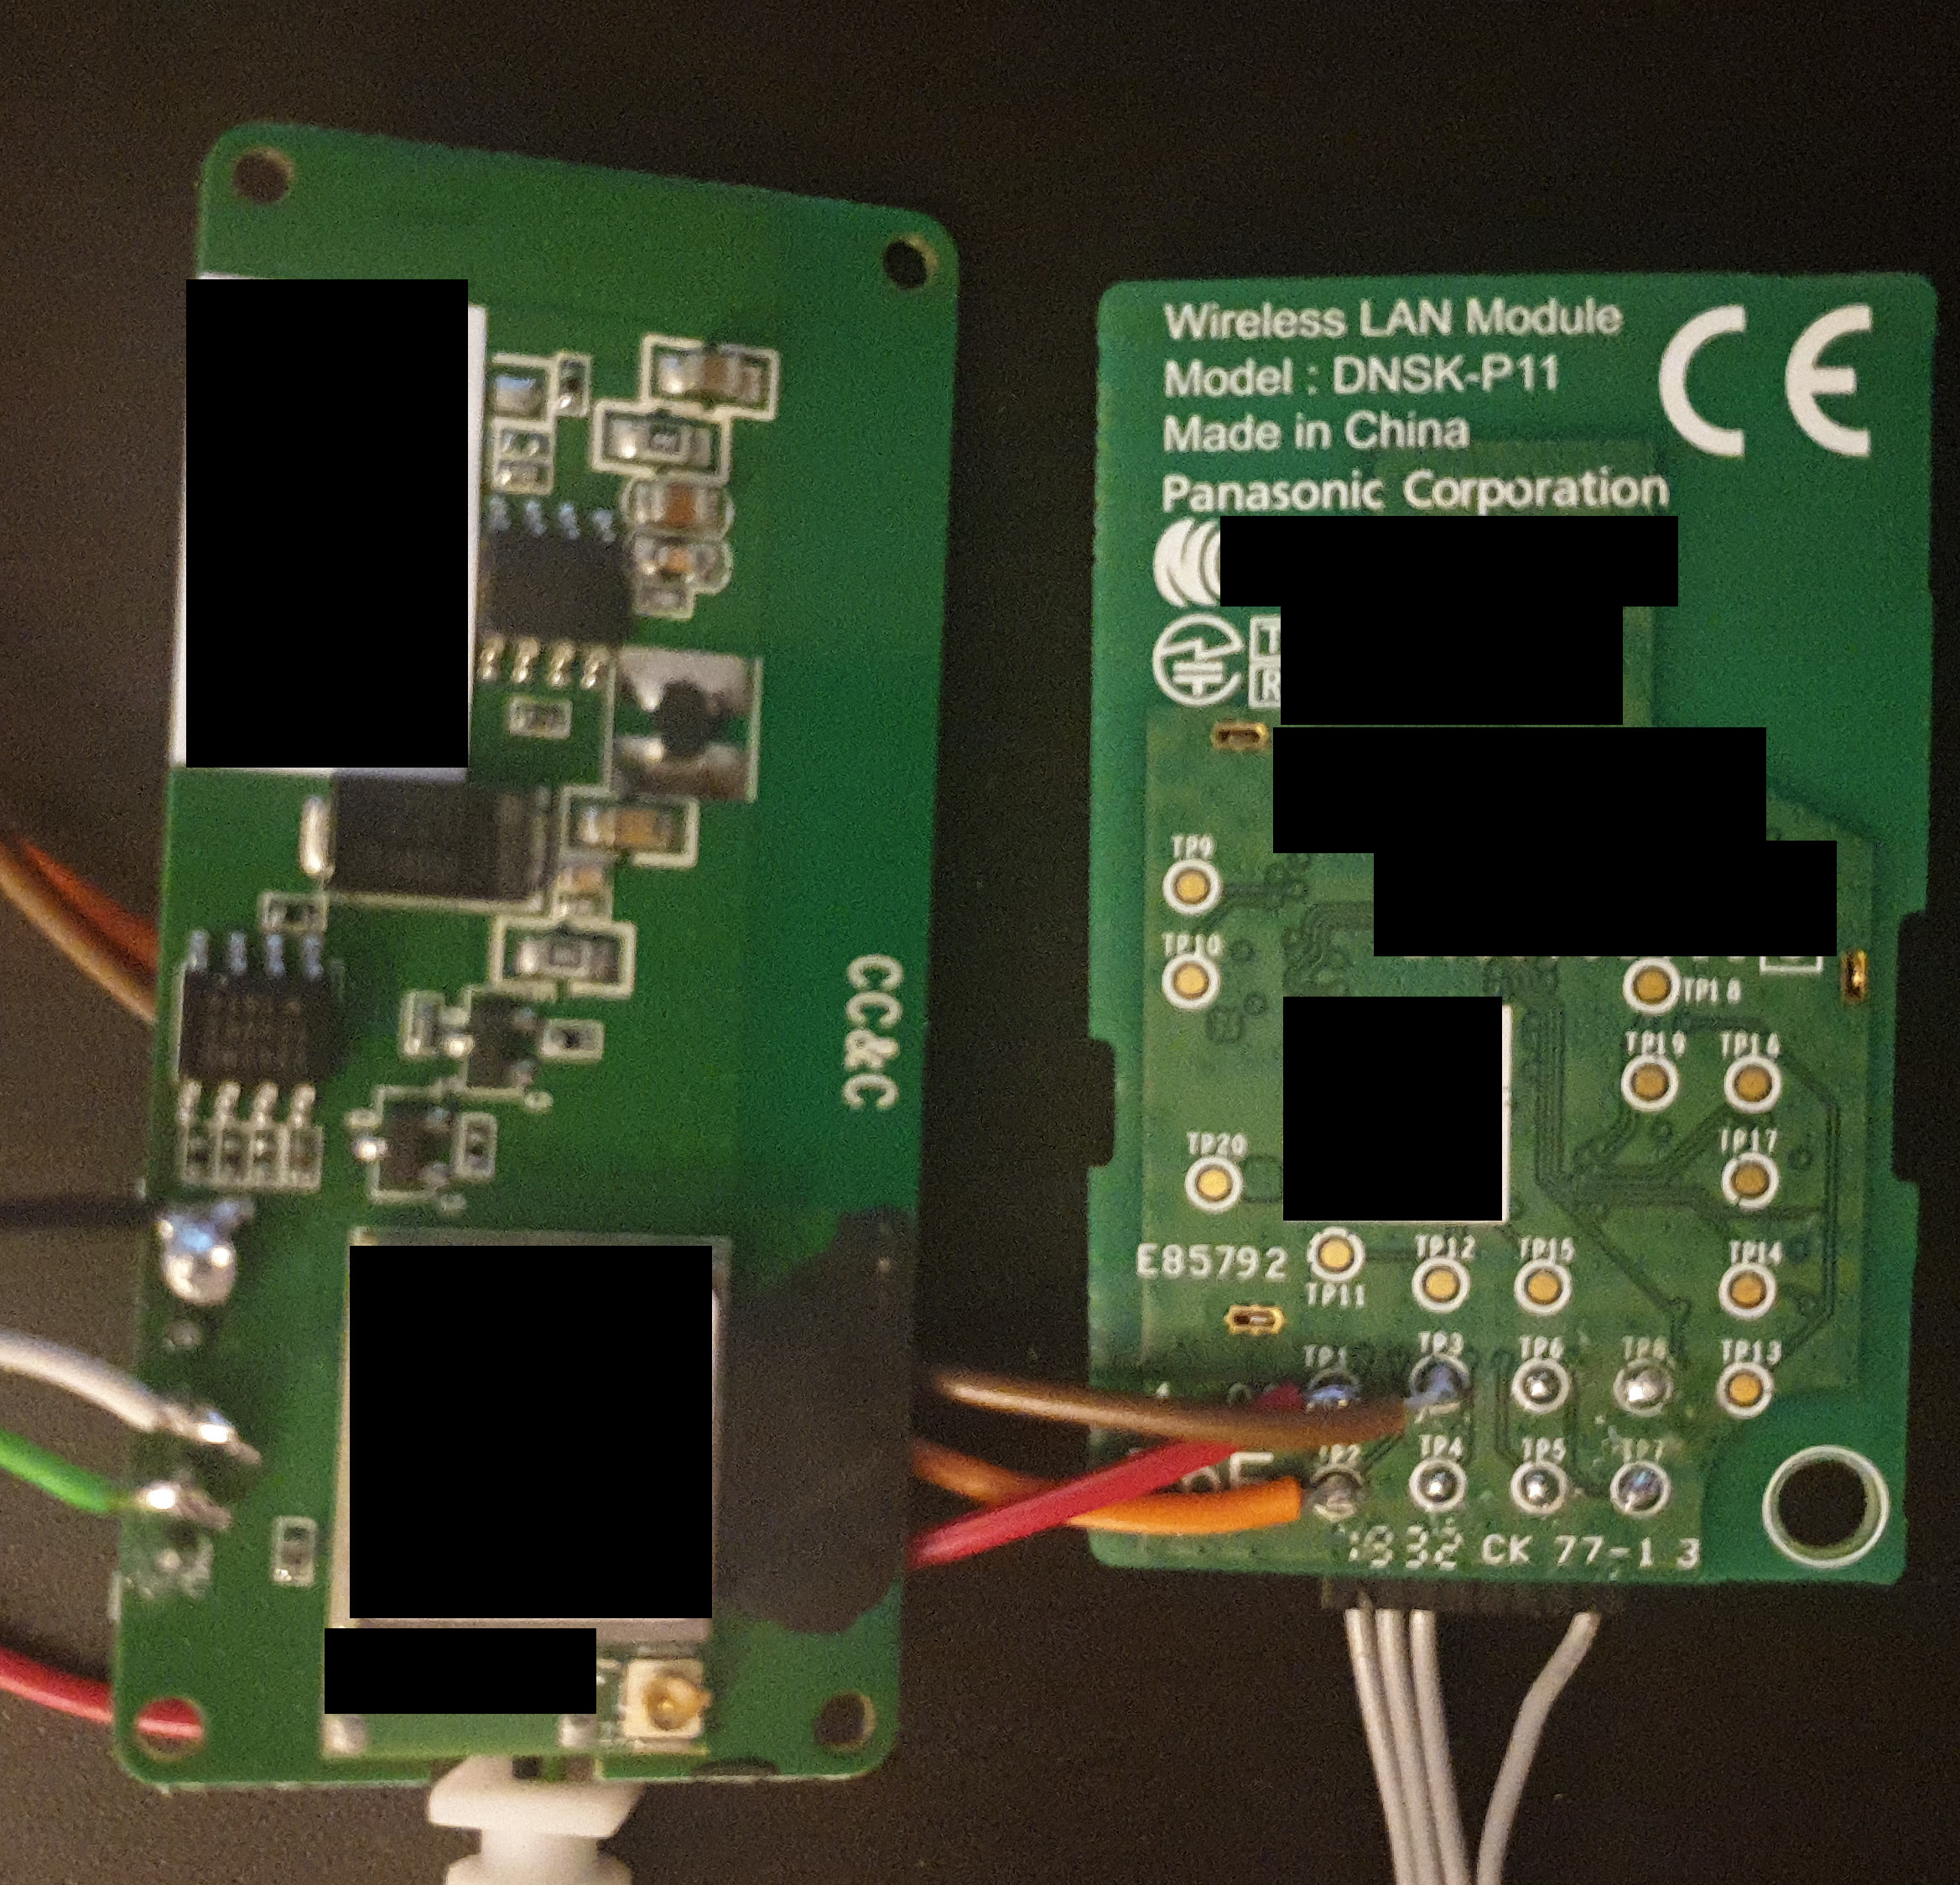 CC&C
Wireless LAN Module
Model : DNSK-P11
Made in China
Panasonic Corporation
CE
T
R
TP9
TP10
TP18
TP19 TP16
TP20
TP17
E85792
TP11
TP12 TP15
TP14
TP1 TP3 TP6 TP8 TP13
TP2 TP4 TP5 TP7
1832 CK 77-1 3